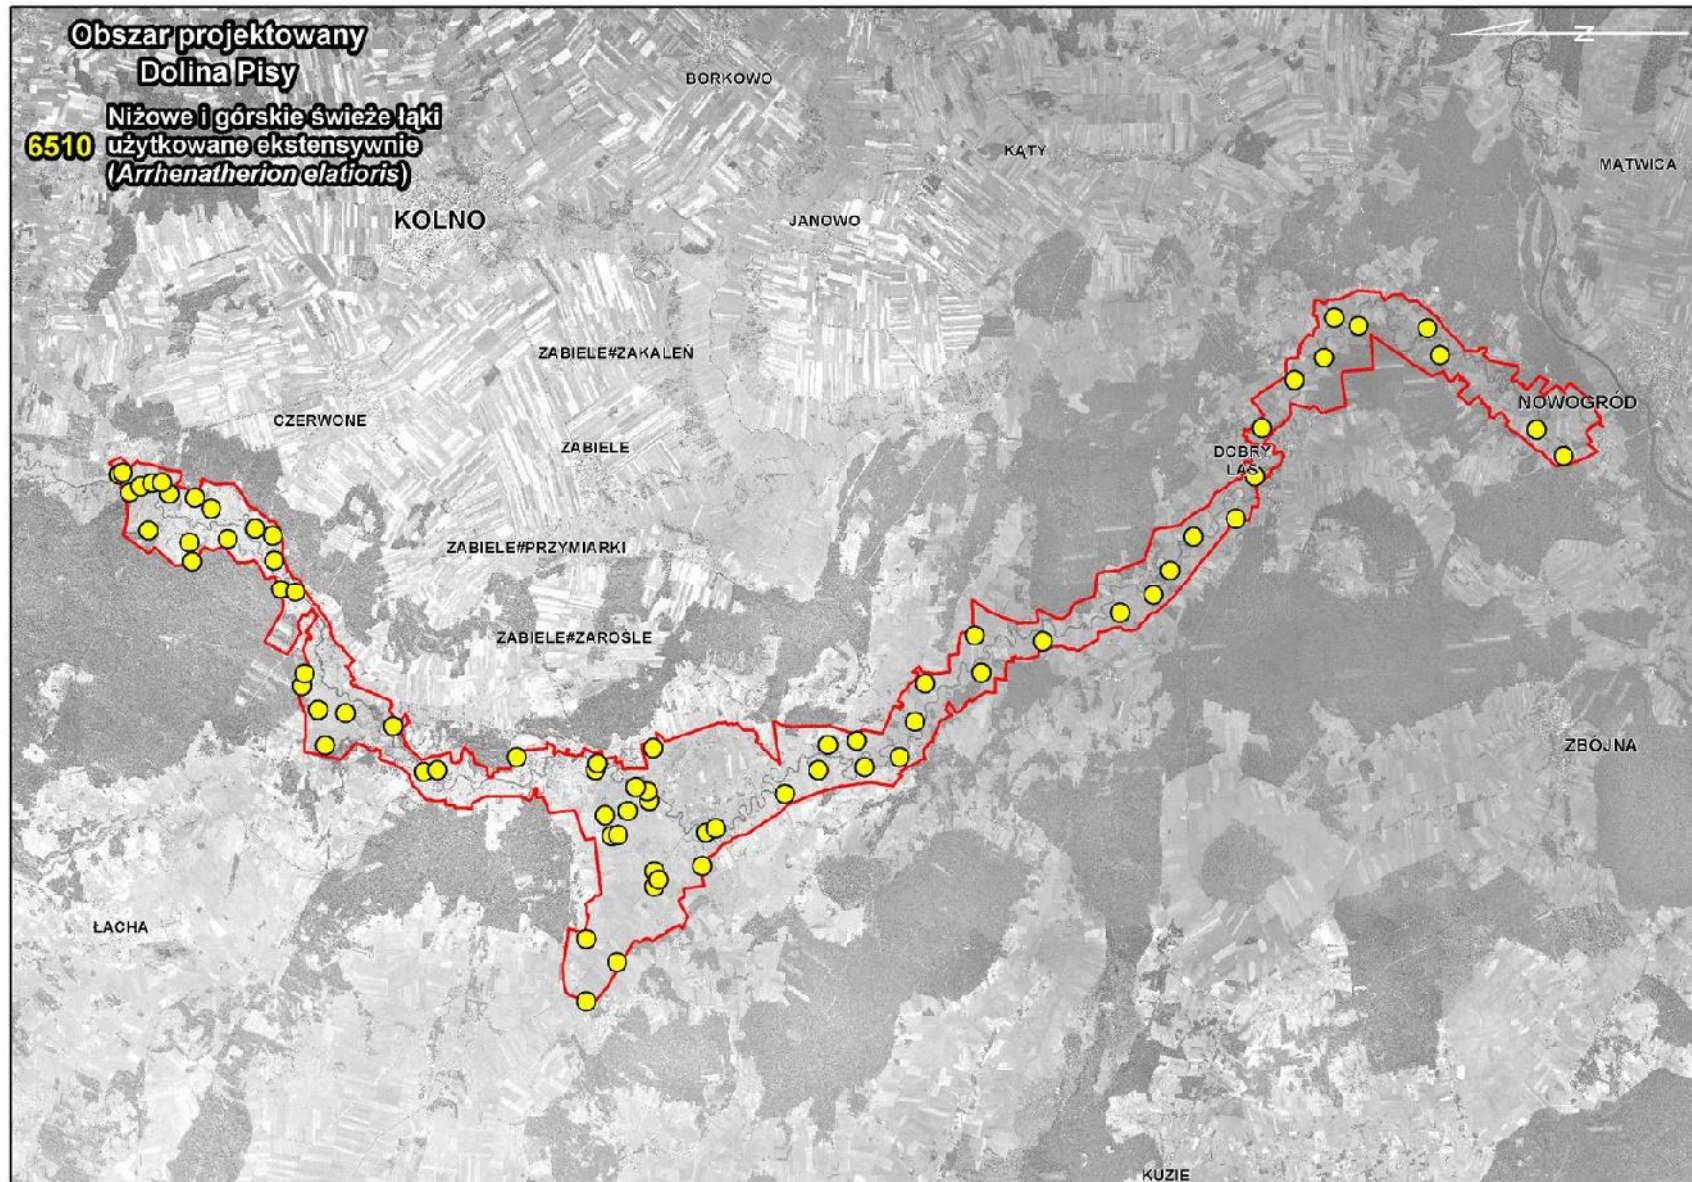 Obszar projektowany
Dolina Pisy
6510 Niżowe i górskie świeże łąki
użytkowane ekstensywnie
(Arrhenatherion elatioris)
N
BORKOWO
KĄTY
MĄTWICA
KOLNO
JANOWO
ZABIELE#ZAKALEŃ
NOWOGRÓD
CZERWONE
ZABIELE
DOBRY
LAS
ZABIELE#PRZYMIARKI
ZABIELE#ZAROŚLE
ZBÓJNA
ŁACHA
KUZIE